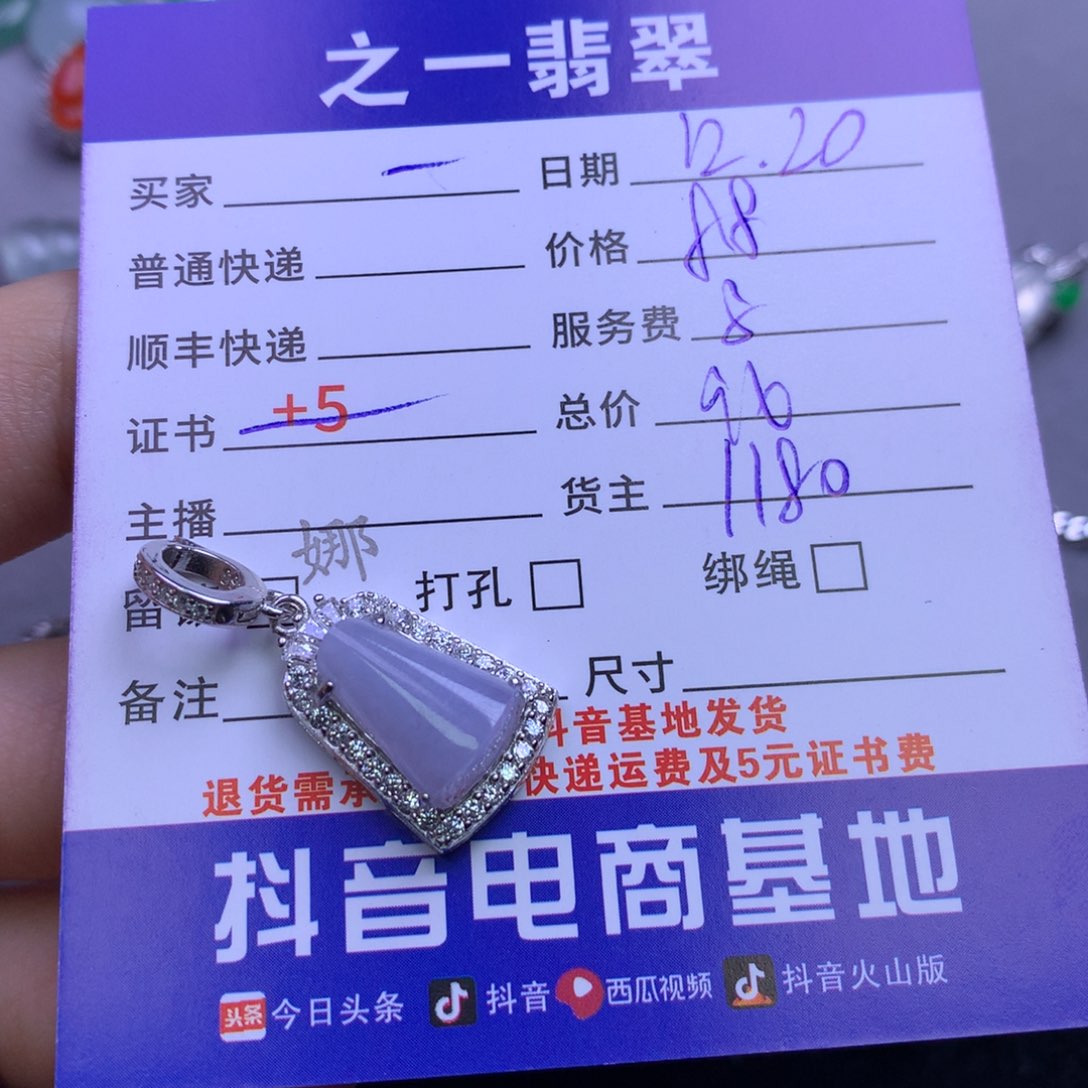 之一翡翠
买家 一 日期 12.20
普通快递 价格 88
顺丰快递 服务费 8
证书 +5 总价 96
主播 娜 货主 1180
留 打孔 绑绳
备注 尺寸
抖音基地发货
退货需承 快递运费及5元证书费
抖音电商基地
头条 今日头条 抖音 西瓜视频 抖音火山版